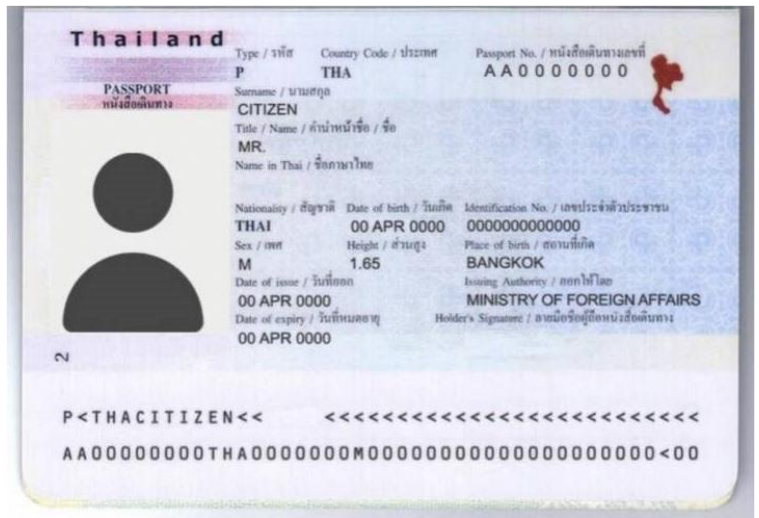 Thailand
PASSPORT
หนังสือเดินทาง
Type / รหัส Country Code / ประเทศ Passport No. / หนังสือเดินทางเลขที่
P THA AA0000000
Surname / นามสกุล
CITIZEN
Title / Name / คำนำหน้าชื่อ / ชื่อ
MR.
Name in Thai / ชื่อภาษาไทย
Nationality / สัญชาติ Date of birth / วันเกิด Identification No. / เลขประจำตัวประชาชน
THAI 00 APR 0000 0000000000000
Sex / เพศ Height / ส่วนสูง Place of birth / สถานที่เกิด
M 1.65 BANGKOK
Date of issue / วันที่ออก Issuing Authority / ออกให้โดย
00 APR 0000 MINISTRY OF FOREIGN AFFAIRS
Date of expiry / วันที่หมดอายุ Holder's Signature / ลายมือชื่อผู้ถือหนังสือเดินทาง
00 APR 0000
2
P<THACITIZEN<< <<<<<<<<<<<<<<<<<<<<<<<<<<
AA00000000THA0000000M00000000000000000000<00